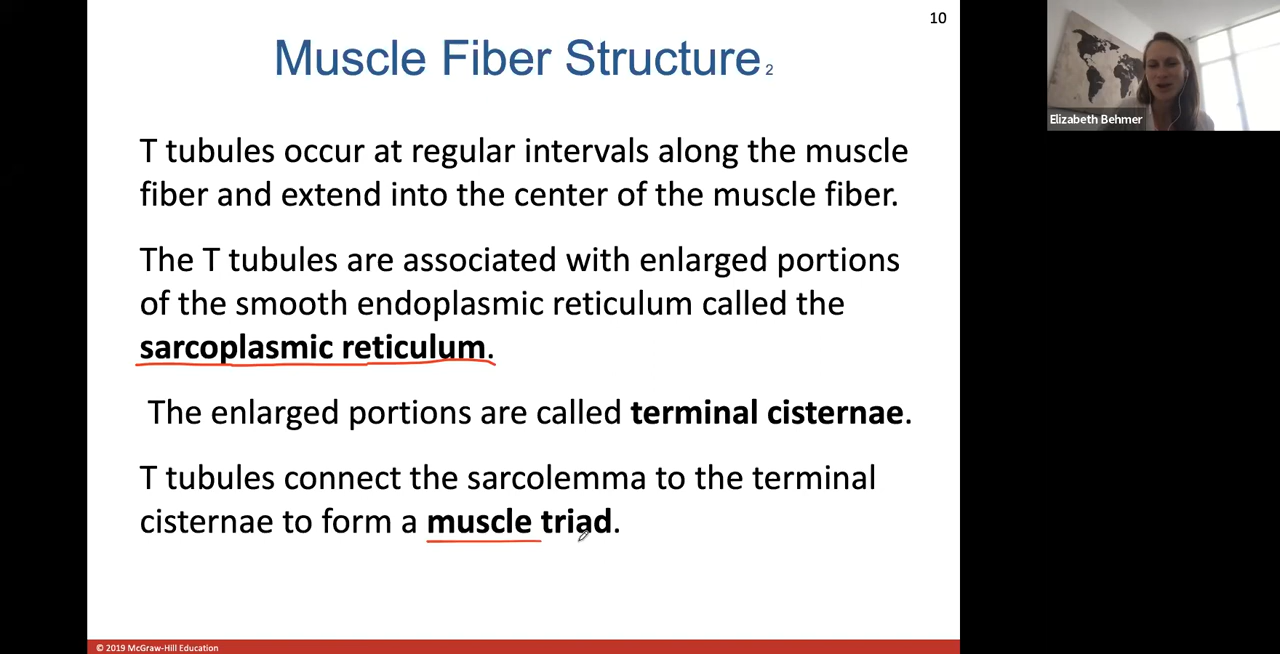 10
Muscle Fiber Structure 2
T tubules occur at regular intervals along the muscle
fiber and extend into the center of the muscle fiber.
The T tubules are associated with enlarged portions
of the smooth endoplasmic reticulum called the
sarcoplasmic reticulum.
The enlarged portions are called terminal cisternae.
T tubules connect the sarcolemma to the terminal
cisternae to form a muscle triad.
© 2019 McGraw-Hill Education
Elizabeth Behmer